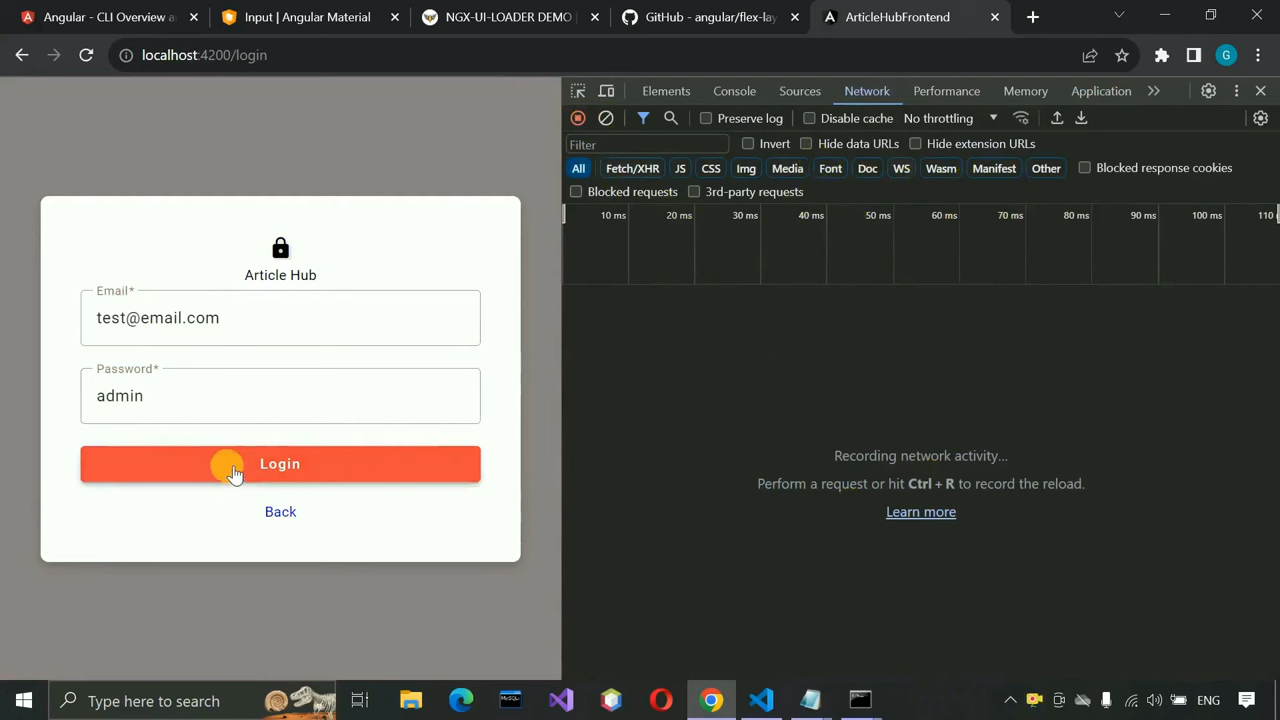 Angular - CLI Overview a
Input | Angular Material
NGX-UI-LOADER DEMO
GitHub - angular/flex-lay
ArticleHubFrontend
localhost:4200/login
G
Elements
Console
Sources
Network
Performance
Memory
Application
Preserve log
Disable cache
No throttling
Filter
Invert
Hide data URLs
Hide extension URLs
All
Fetch/XHR
JS
CSS
Img
Media
Font
Doc
WS
Wasm
Manifest
Other
Blocked response cookies
Blocked requests
3rd-party requests
10 ms
20 ms
30 ms
40 ms
50 ms
60 ms
70 ms
80 ms
90 ms
100 ms
110
Article Hub
Email*
test@email.com
Password*
admin
Login
Back
Recording network activity...
Perform a request or hit Ctrl + R to record the reload.
Learn more
Type here to search
ENG